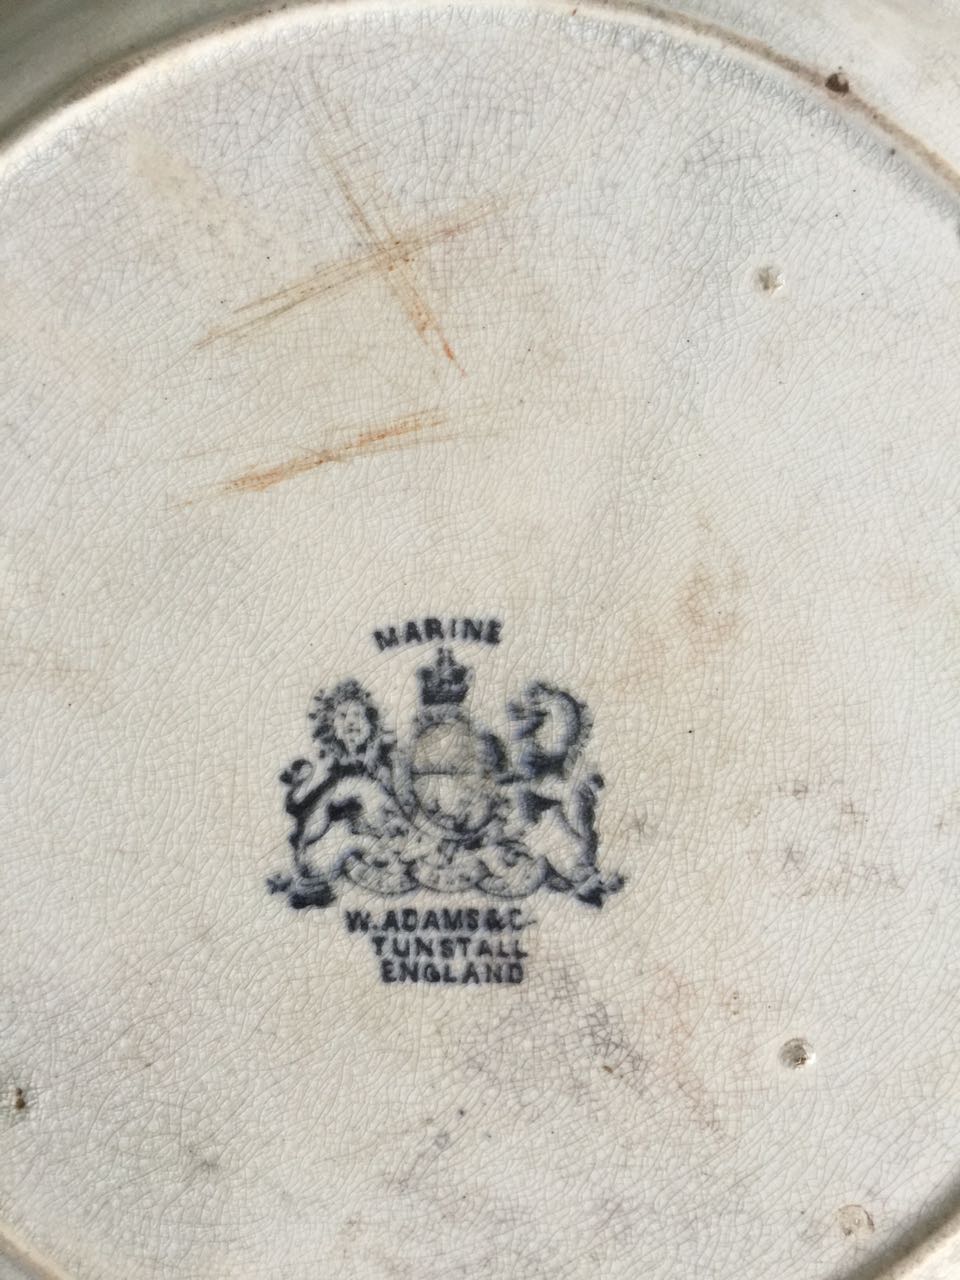 MARINE
W. ADAMS & C
TUNSTALL
ENGLAND